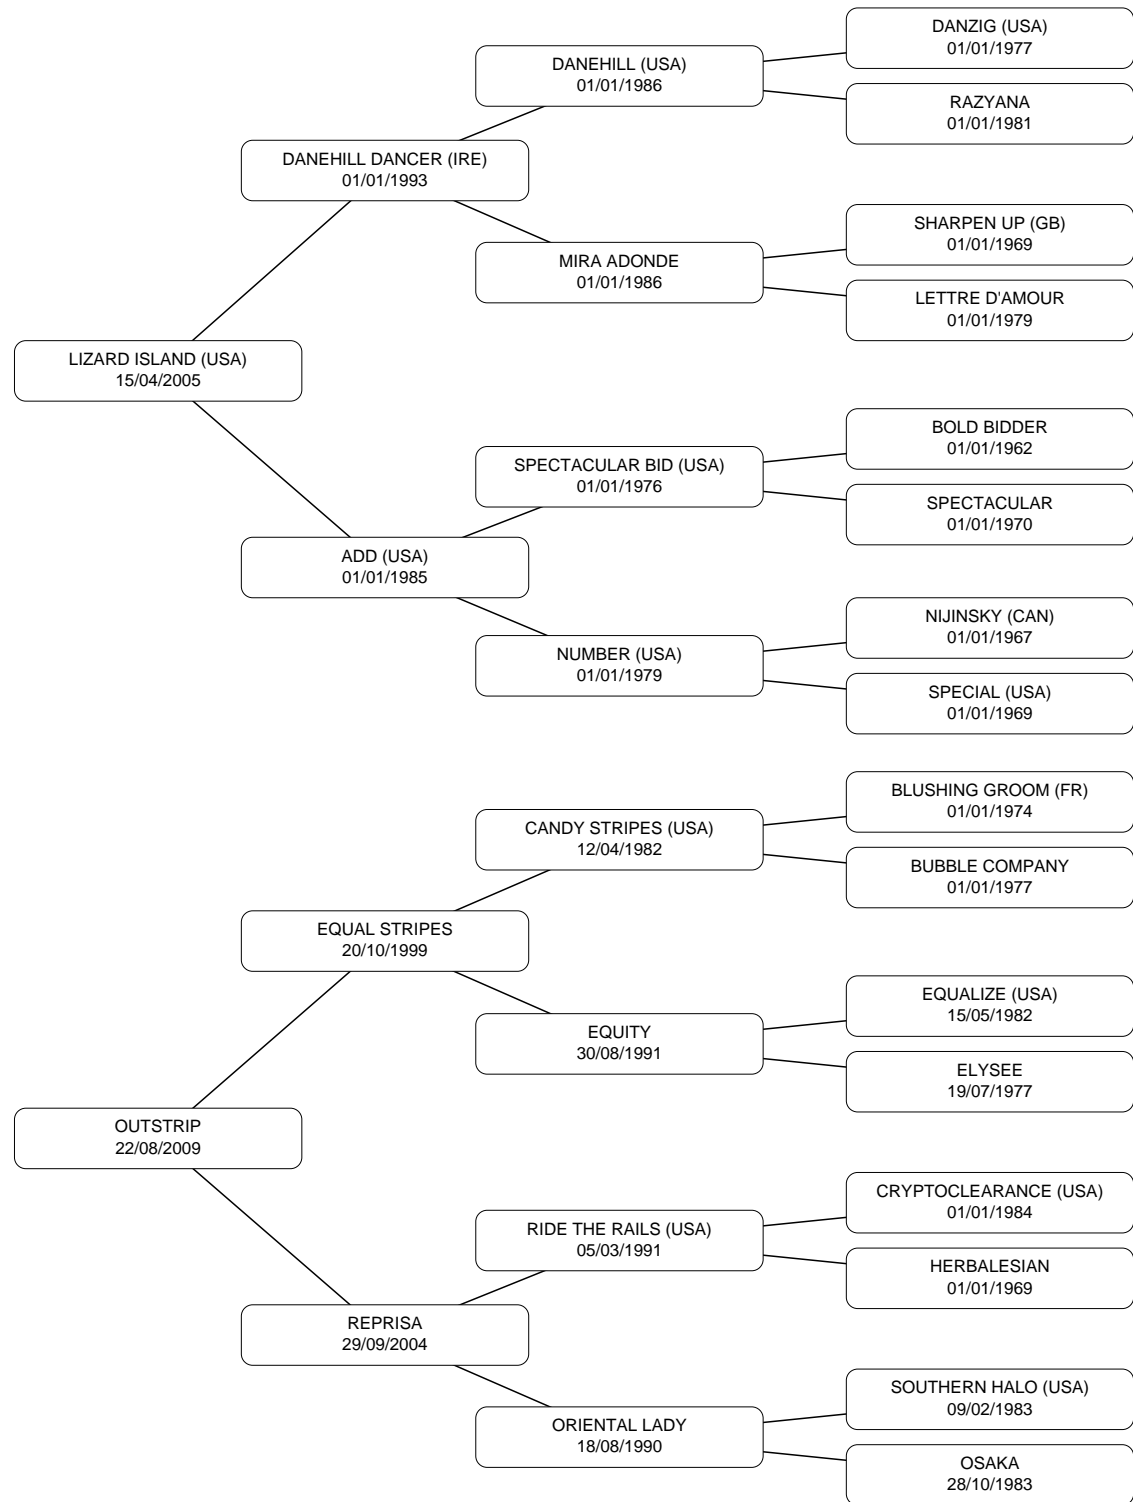 DANZIG (USA)
01/01/1977
DANEHILL (USA)
01/01/1986
RAZYANA
01/01/1981
DANEHILL DANCER (IRE)
01/01/1993
SHARPEN UP (GB)
01/01/1969
MIRA ADONDE
01/01/1986
LETTRE D'AMOUR
01/01/1979
LIZARD ISLAND (USA)
15/04/2005
BOLD BIDDER
01/01/1962
SPECTACULAR BID (USA)
01/01/1976
SPECTACULAR
01/01/1970
ADD (USA)
01/01/1985
NIJINSKY (CAN)
01/01/1967
NUMBER (USA)
01/01/1979
SPECIAL (USA)
01/01/1969
BLUSHING GROOM (FR)
01/01/1974
CANDY STRIPES (USA)
12/04/1982
BUBBLE COMPANY
01/01/1977
EQUAL STRIPES
20/10/1999
EQUALIZE (USA)
15/05/1982
EQUITY
30/08/1991
ELYSEE
19/07/1977
OUTSTRIP
22/08/2009
CRYPTOCLEARANCE (USA)
01/01/1984
RIDE THE RAILS (USA)
05/03/1991
HERBALESIAN
01/01/1969
REPRISA
29/09/2004
SOUTHERN HALO (USA)
09/02/1983
ORIENTAL LADY
18/08/1990
OSAKA
28/10/1983